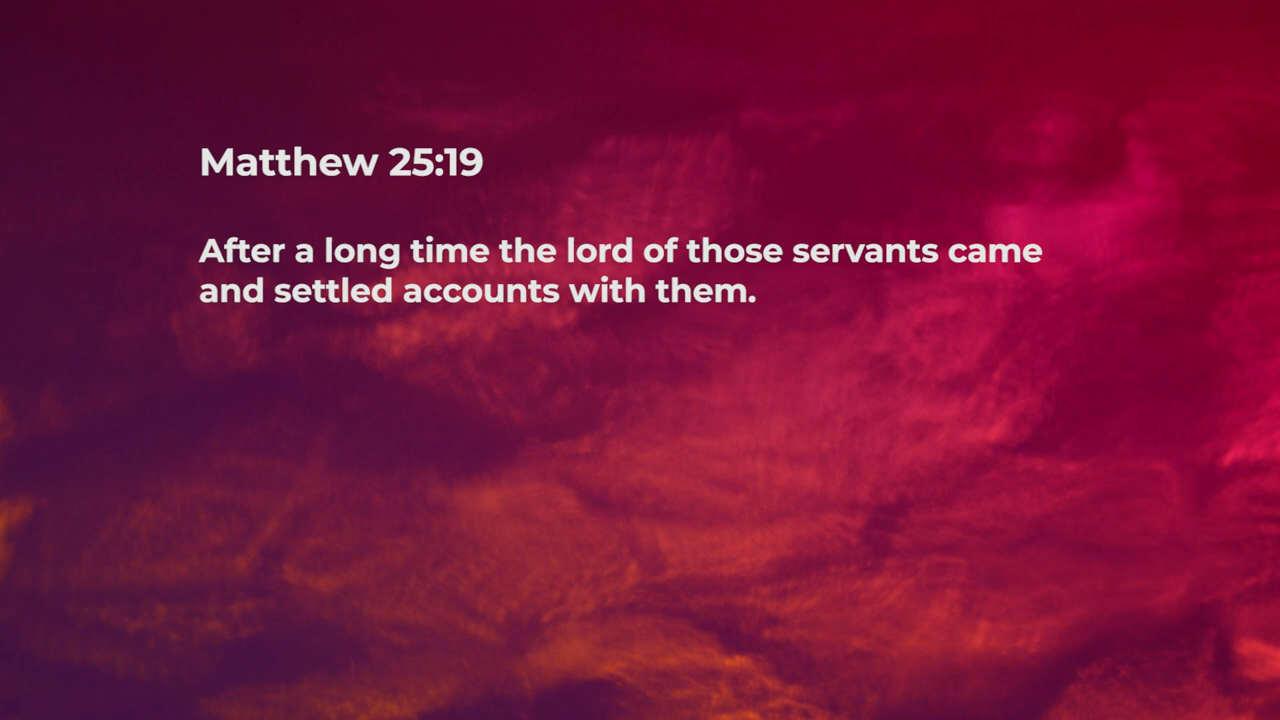 Matthew 25:19
After a long time the lord of those servants came
and settled accounts with them.